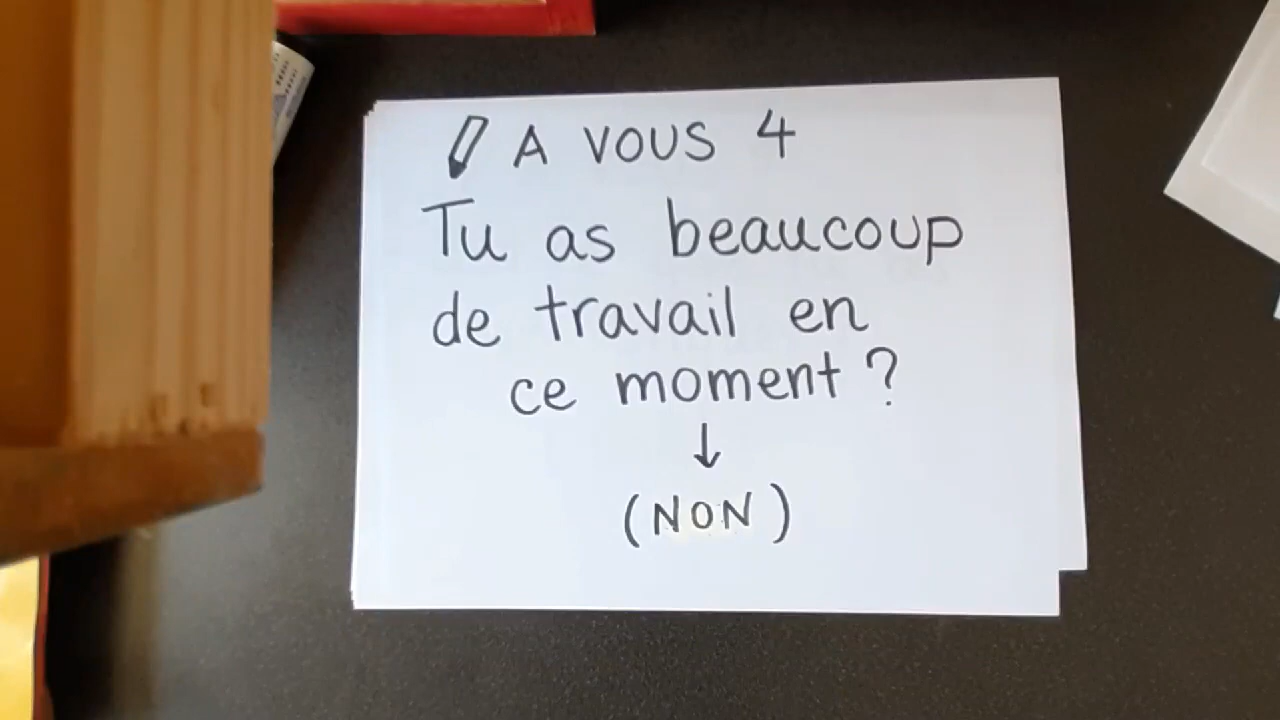 A VOUS 4
Tu as beaucoup
de travail en
ce moment ?
↓
(NON)